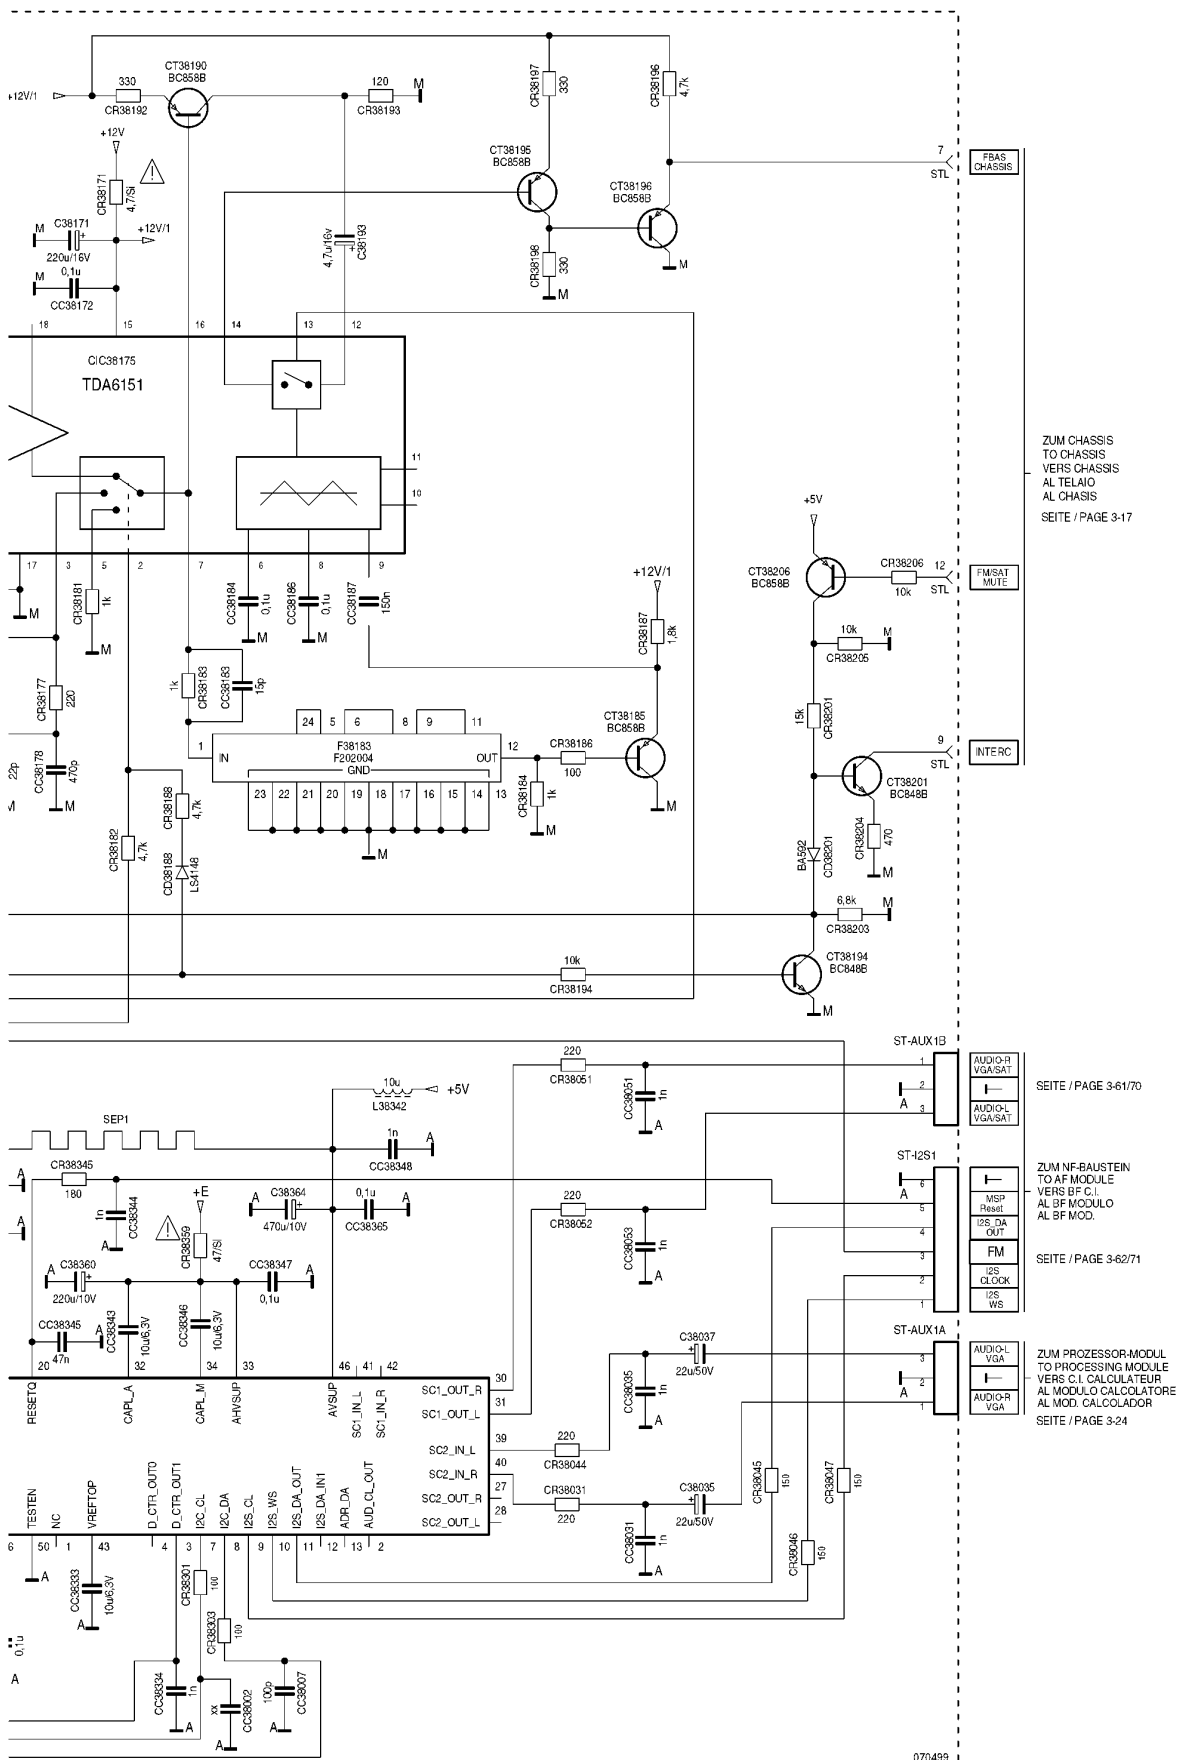 CT38190
BC858B
+12V/1
330
CR38192
120
CR38193
M
CR38197
330
CR38196
4,7k
+12V
CR38171
4,7/Si
CT38195
BC858B
CT38196
BC858B
7
STL
FBAS
CHASSIS
M
C38171
220u/16V
+12V/1
M
0,1u
CC38172
4,7u/16v
C38193
CR38198
330
M
M
18
15
16
14
13
12
CIC38175
TDA6151
11
10
ZUM CHASSIS
TO CHASSIS
VERS CHASSIS
AL TELAIO
AL CHASIS
SEITE / PAGE 3-17
17
3
5
2
7
6
8
9
M
CR38181
1k
M
CC38184
0,1u
M
CC38186
0,1u
M
CC38187
150n
+12V/1
CR38187
1,8k
+5V
CT38206
BC858B
CR38206
10k
12
STL
FM/SAT
MUTE
10k
CR38205
M
CR38177
220
1k
CR38183
CC38183
15p
15k
CR38201
22p
M
CC38178
470p
M
24
5
6
8
9
11
1
IN
F38183
F202004
GND
OUT
12
23
22
21
20
19
18
17
16
15
14
13
M
CR38186
100
CR38184
1k
M
CT38185
BC858B
M
9
STL
INTERC
CT38201
BC848B
CR38204
470
M
CR38188
4,7k
CR38182
4,7k
CD38188
LS4148
BA592
CD38201
6,8k
CR38203
M
10k
CR38194
CT38194
BC848B
M
ST-AUX1B
220
CR38051
CC38051
1n
A
1
2
3
A
AUDIO-R
VGA/SAT
AUDIO-L
VGA/SAT
SEITE / PAGE 3-61/70
10u
L38342
+5V
SEP1
1n
CC38348
A
A
CR38345
180
1n
CC38344
A
A
+E
CR38359
47/Si
A
C38364
470u/10V
0,1u
CC38365
A
220
CR38052
CC38053
1n
A
ST-I2S1
6
A
5
4
3
2
1
MSP
Reset
I2S_DA
OUT
FM
I2S
CLOCK
I2S
WS
ZUM NF-BAUSTEIN
TO AF MODULE
VERS BF C.I.
AL BF MODULO
AL BF MOD.
SEITE / PAGE 3-62/71
A
C38360
220u/10V
CC38347
0,1u
A
CC38345
47n
A
CC38343
10u/6,3V
CC38346
10u/6,3V
20
32
34
33
46
41
42
RESETQ
CAPL_A
CAPL_M
AHVSUP
AVSUP
SC1_IN_L
SC1_IN_R
30
SC1_OUT_R
31
SC1_OUT_L
39
SC2_IN_L
40
SC2_IN_R
27
SC2_OUT_R
28
SC2_OUT_L
ST-AUX1A
C38037
22u/50V
CC38035
1n
A
3
2
1
A
AUDIO-L
VGA
AUDIO-R
VGA
ZUM PROZESSOR-MODUL
TO PROCESSING MODULE
VERS C.I. CALCULATEUR
AL MODULO CALCOLATORE
AL MOD. CALCOLADOR
SEITE / PAGE 3-24
220
CR38044
CR38031
220
C38035
22u/50V
CC38031
1n
A
CR38045
150
CR38047
150
CR38046
150
TESTEN
NC
VREFTOP
D_CTR_OUT0
D_CTR_OUT1
I2C_CL
I2C_DA
I2S_CL
I2S_WS
I2S_DA_OUT
I2S_DA_IN1
ADR_DA
AUD_CL_OUT
6
50
1
43
4
3
7
8
9
10
11
12
13
2
A
CC38333
10u/6,3V
A
CR38301
100
CR38303
100
0,1u
A
CC38334
1n
A
xx
CC38002
A
100p
CC38007
A
070499